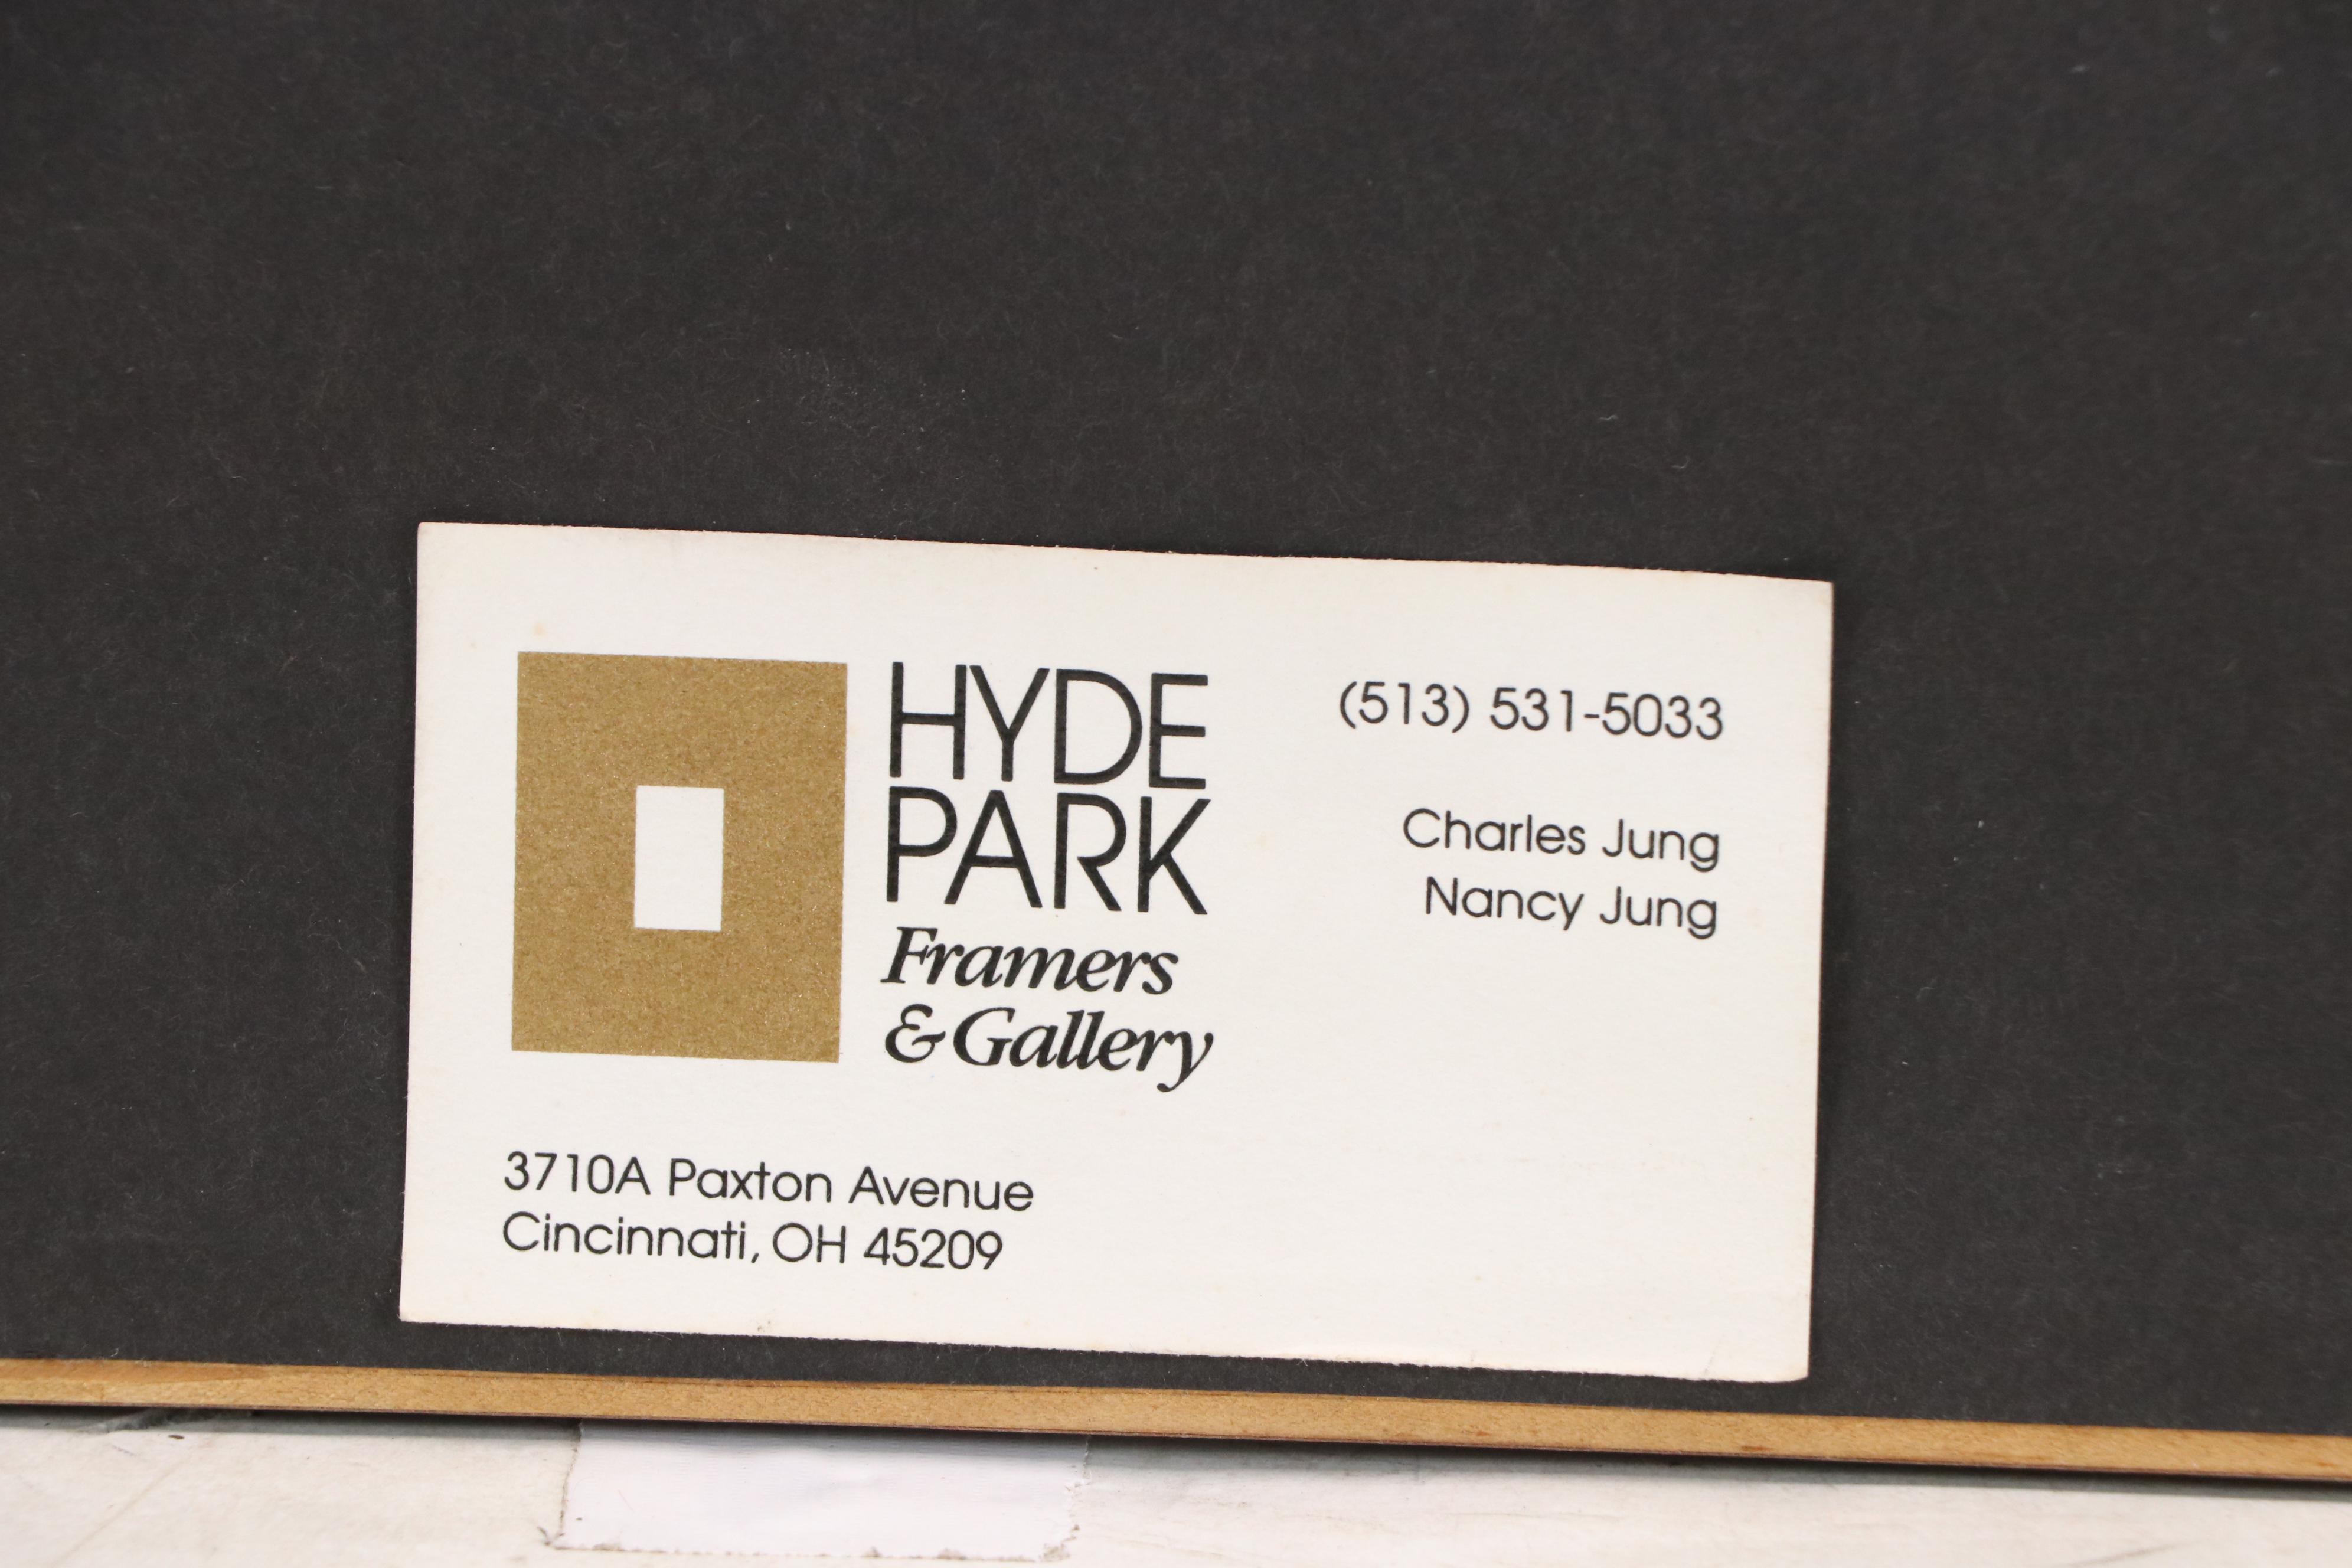 HYDE
PARK
Framers
& Gallery
(513) 531-5033
Charles Jung
Nancy Jung
3710A Paxton Avenue
Cincinnati, OH 45209